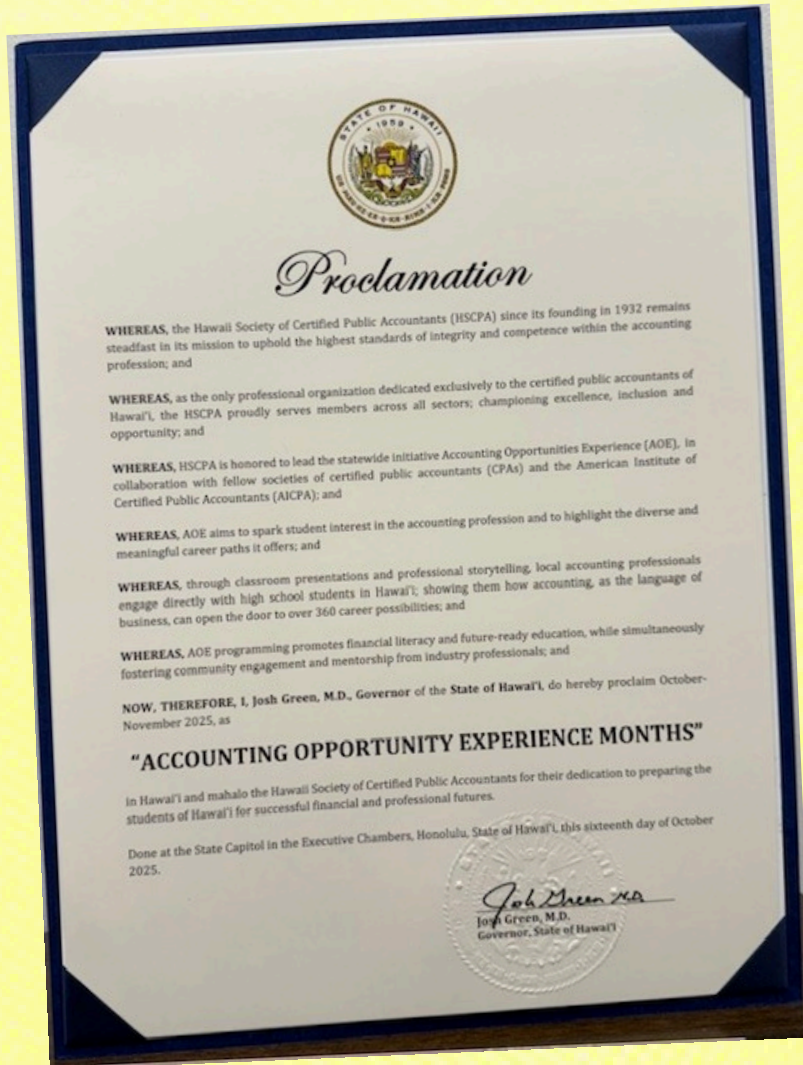 STATE OF HAWAII
1959
Proclamation
WHEREAS, the Hawaii Society of Certified Public Accountants (HSCPA) since its founding in 1932 remains
steadfast in its mission to uphold the highest standards of integrity and competence within the accounting
profession; and
WHEREAS, as the only professional organization dedicated exclusively to the certified public accountants of
Hawai'i, the HSCPA proudly serves members across all sectors; championing excellence, inclusion and
opportunity; and
WHEREAS, HSCPA is honored to lead the statewide initiative Accounting Opportunities Experience (AOE), in
collaboration with fellow societies of certified public accountants (CPAs) and the American Institute of
Certified Public Accountants (AICPA); and
WHEREAS, AOE aims to spark student interest in the accounting profession and to highlight the diverse and
meaningful career paths it offers; and
WHEREAS, through classroom presentations and professional storytelling, local accounting professionals
engage directly with high school students in Hawai'i; showing them how accounting, as the language of
business, can open the door to over 360 career possibilities; and
WHEREAS, AOE programming promotes financial literacy and future-ready education, while simultaneously
fostering community engagement and mentorship from industry professionals; and
NOW, THEREFORE, I, Josh Green, M.D., Governor of the State of Hawai'i, do hereby proclaim October-
November 2025, as
"ACCOUNTING OPPORTUNITY EXPERIENCE MONTHS"
in Hawai'i and mahalo the Hawaii Society of Certified Public Accountants for their dedication to preparing the
students of Hawai'i for successful financial and professional futures.
Done at the State Capitol in the Executive Chambers, Honolulu, State of Hawai'i, this sixteenth day of October
2025.
Josh Green M.D.
Josh Green, M.D.
Governor, State of Hawai'i